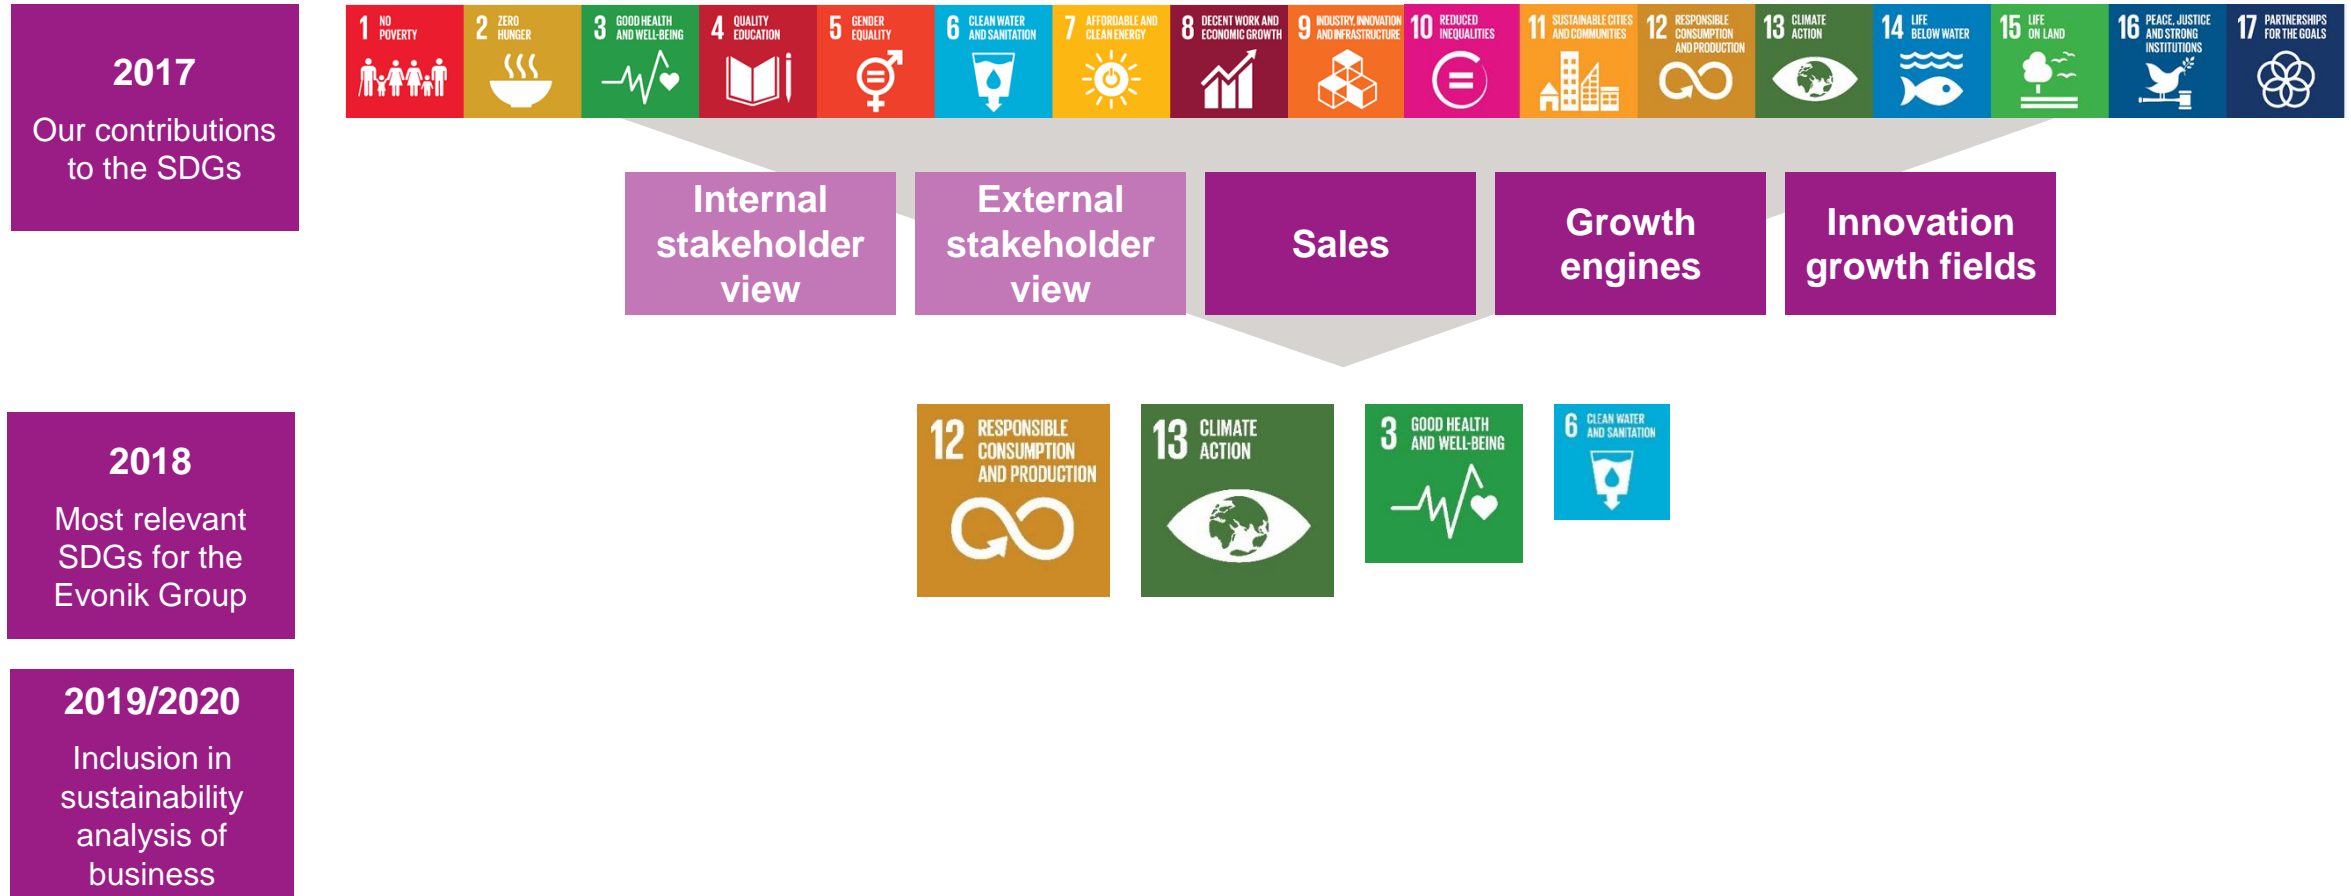 2017
Our contributions
to the SDGs
1 NO
POVERTY
2 ZERO
HUNGER
3 GOOD HEALTH
AND WELL-BEING
4 QUALITY
EDUCATION
5 GENDER
EQUALITY
6 CLEAN WATER
AND SANITATION
7 AFFORDABLE AND
CLEAN ENERGY
8 DECENT WORK AND
ECONOMIC GROWTH
9 INDUSTRY, INNOVATION
AND INFRASTRUCTURE
10 REDUCED
INEQUALITIES
11 SUSTAINABLE CITIES
AND COMMUNITIES
12 RESPONSIBLE
CONSUMPTION
AND PRODUCTION
13 CLIMATE
ACTION
14 LIFE
BELOW WATER
15 LIFE
ON LAND
16 PEACE, JUSTICE
AND STRONG
INSTITUTIONS
17 PARTNERSHIPS
FOR THE GOALS
Internal
stakeholder
view
External
stakeholder
view
Sales
Growth
engines
Innovation
growth fields
2018
Most relevant
SDGs for the
Evonik Group
12 RESPONSIBLE
CONSUMPTION
AND PRODUCTION
13 CLIMATE
ACTION
3 GOOD HEALTH
AND WELL-BEING
6 CLEAN WATER
AND SANITATION
2019/2020
Inclusion in
sustainability
analysis of
business